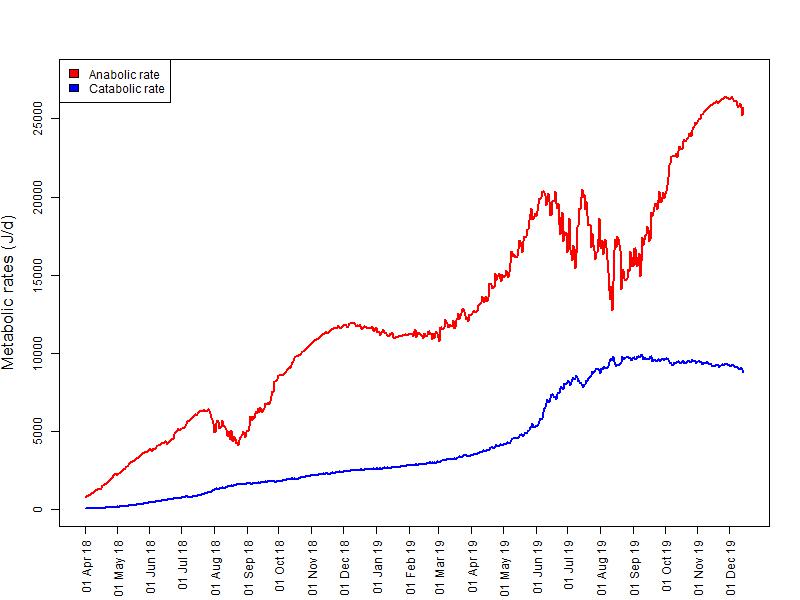 Anabolic rate
Catabolic rate
Metabolic rates (J/d)
25000
20000
15000
10000
5000
0
01 Apr 18
01 May 18
01 Jun 18
01 Jul 18
01 Aug 18
01 Sep 18
01 Oct 18
01 Nov 18
01 Dec 18
01 Jan 19
01 Feb 19
01 Mar 19
01 Apr 19
01 May 19
01 Jun 19
01 Jul 19
01 Aug 19
01 Sep 19
01 Oct 19
01 Nov 19
01 Dec 19